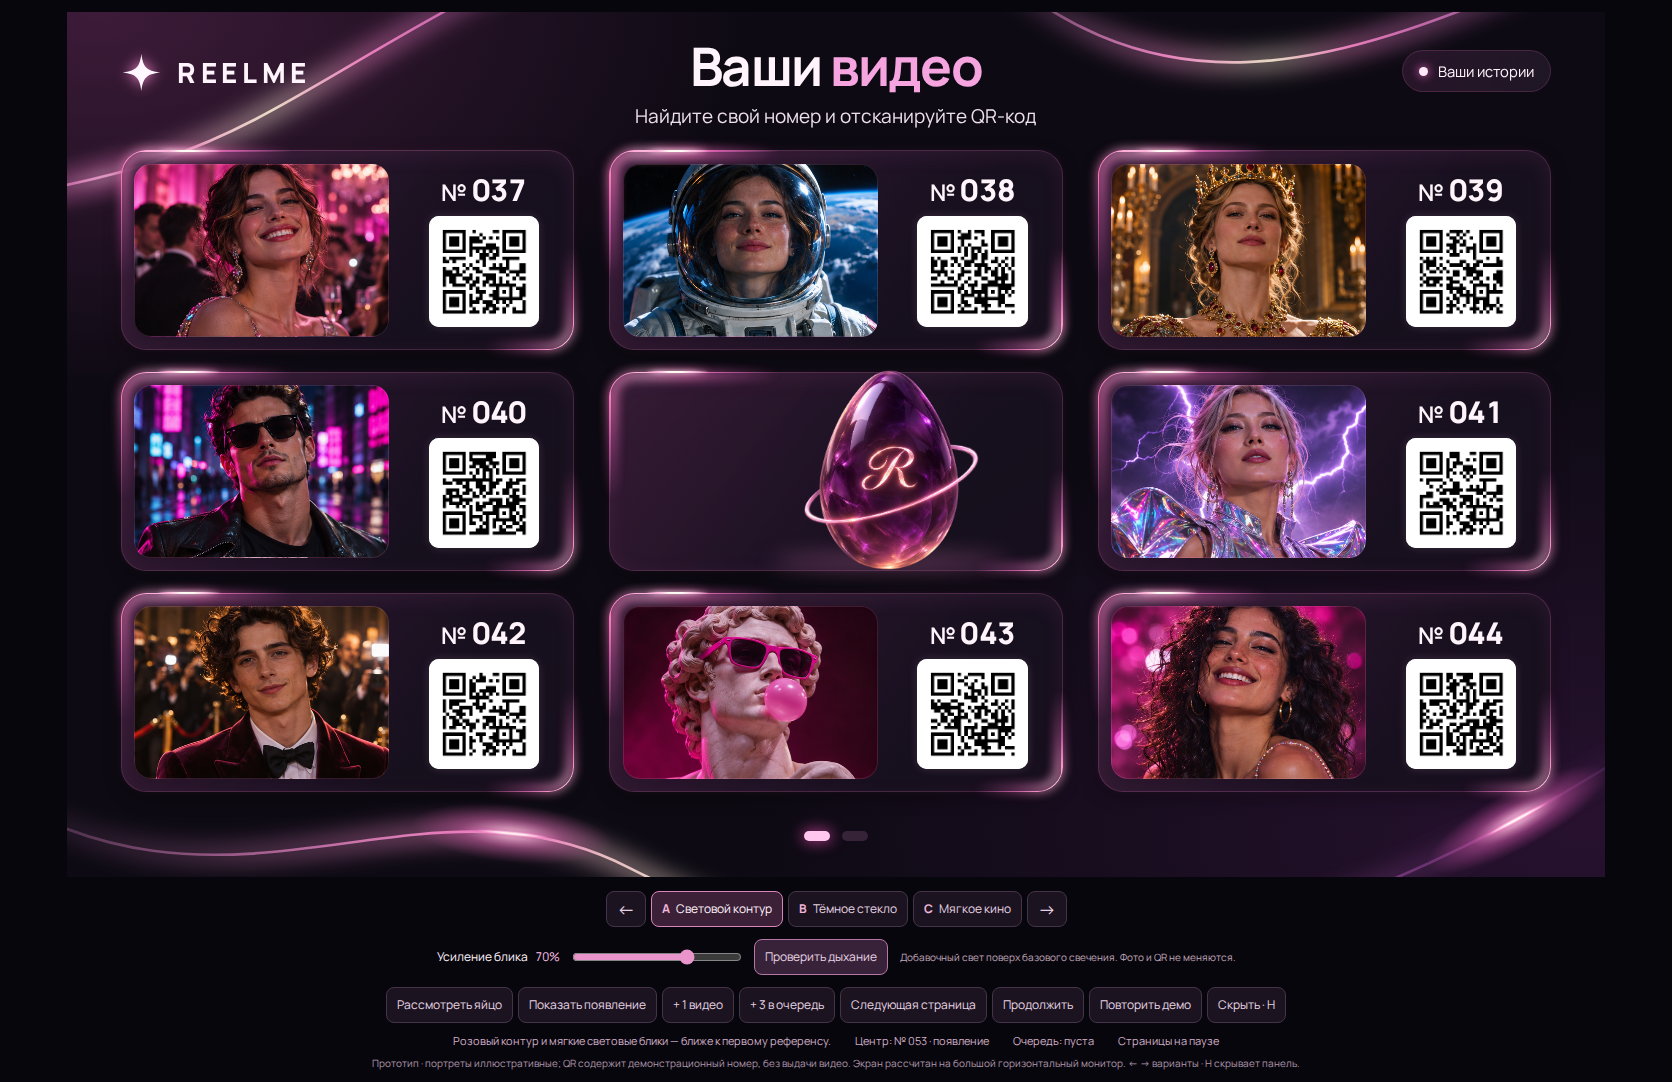 REELME
Ваши видео
Ваши истории
Найдите свой номер и отсканируйте QR-код
№ 037
№ 038
№ 039
№ 040
R
№ 041
№ 042
№ 043
№ 044
← A Световой контур B Тёмное стекло C Мягкое кино →
Усиление блика 70% Проверить дыхание Добавочный свет поверх базового свечения. Фото и QR не меняются.
Рассмотреть яйцо Показать появление + 1 видео + 3 в очередь Следующая страница Продолжить Повторить демо Скрыть · H
Розовый контур и мягкие световые блики — ближе к первому референсу. Центр: № 053 · появление Очередь: пуста Страницы на паузе
Прототип · портреты иллюстративные; QR содержит демонстрационный номер, без выдачи видео. Экран рассчитан на большой горизонтальный монитор. ← → варианты · H скрывает панель.